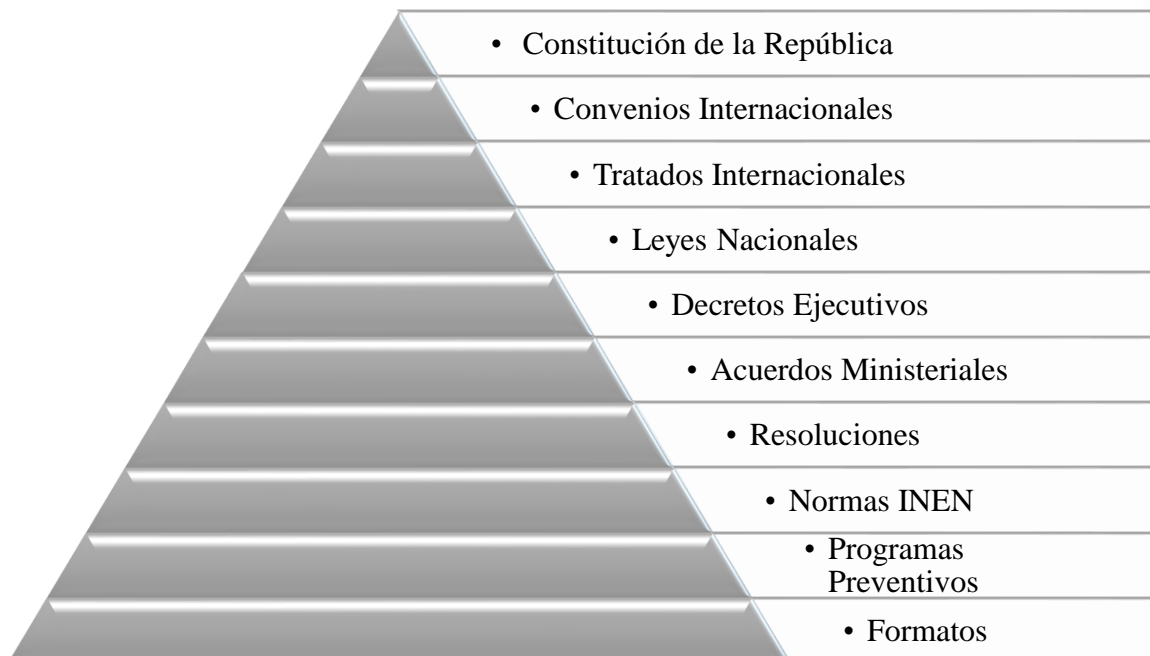 • Constitución de la República
• Convenios Internacionales
• Tratados Internacionales
• Leyes Nacionales
• Decretos Ejecutivos
• Acuerdos Ministeriales
• Resoluciones
• Normas INEN
• Programas
Preventivos
• Formatos